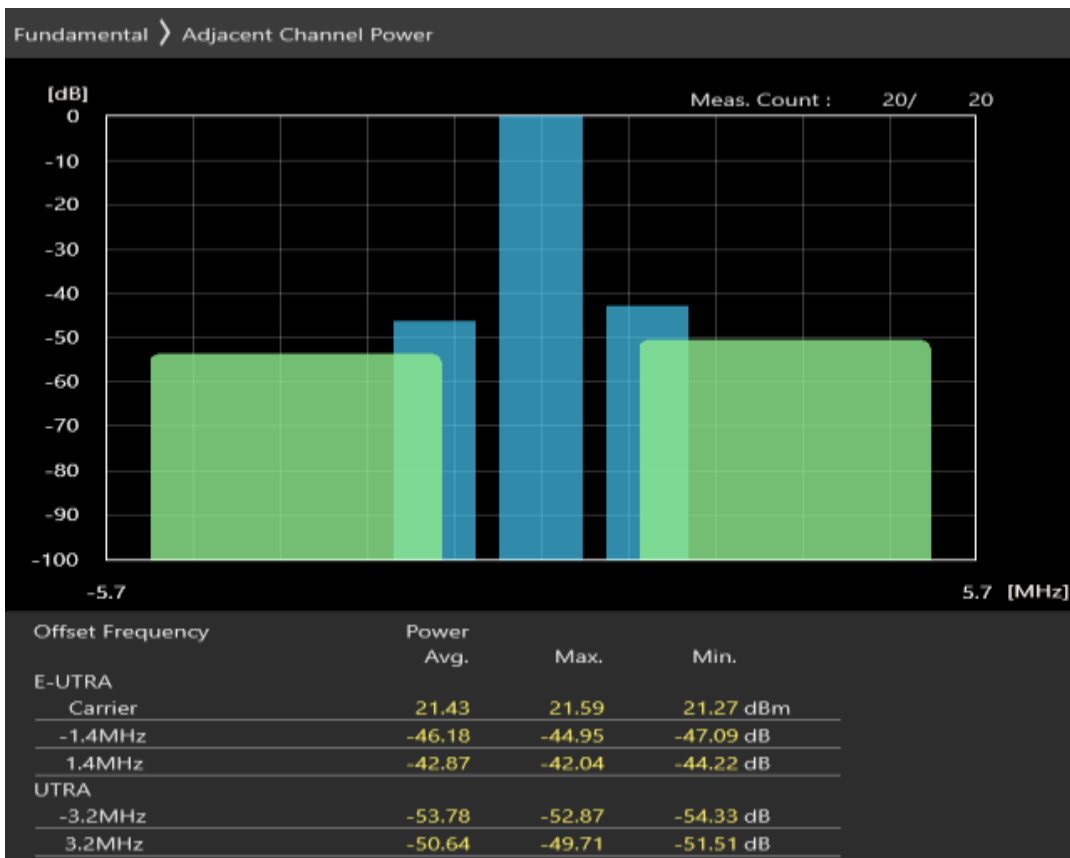 Fundamental 〉 Adjacent Channel Power
[dB]
Meas. Count : 20/ 20
0
-10
-20
-30
-40
-50
-60
-70
-80
-90
-100
-5.7 5.7 [MHz]
Offset Frequency Power
Avg. Max. Min.
E-UTRA
Carrier 21.43 21.59 21.27 dBm
-1.4MHz -46.18 -44.95 -47.09 dB
1.4MHz -42.87 -42.04 -44.22 dB
UTRA
-3.2MHz -53.78 -52.87 -54.33 dB
3.2MHz -50.64 -49.71 -51.51 dB